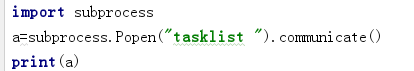 import subprocess
a=subprocess.Popen("tasklist ").communicate()
print(a)